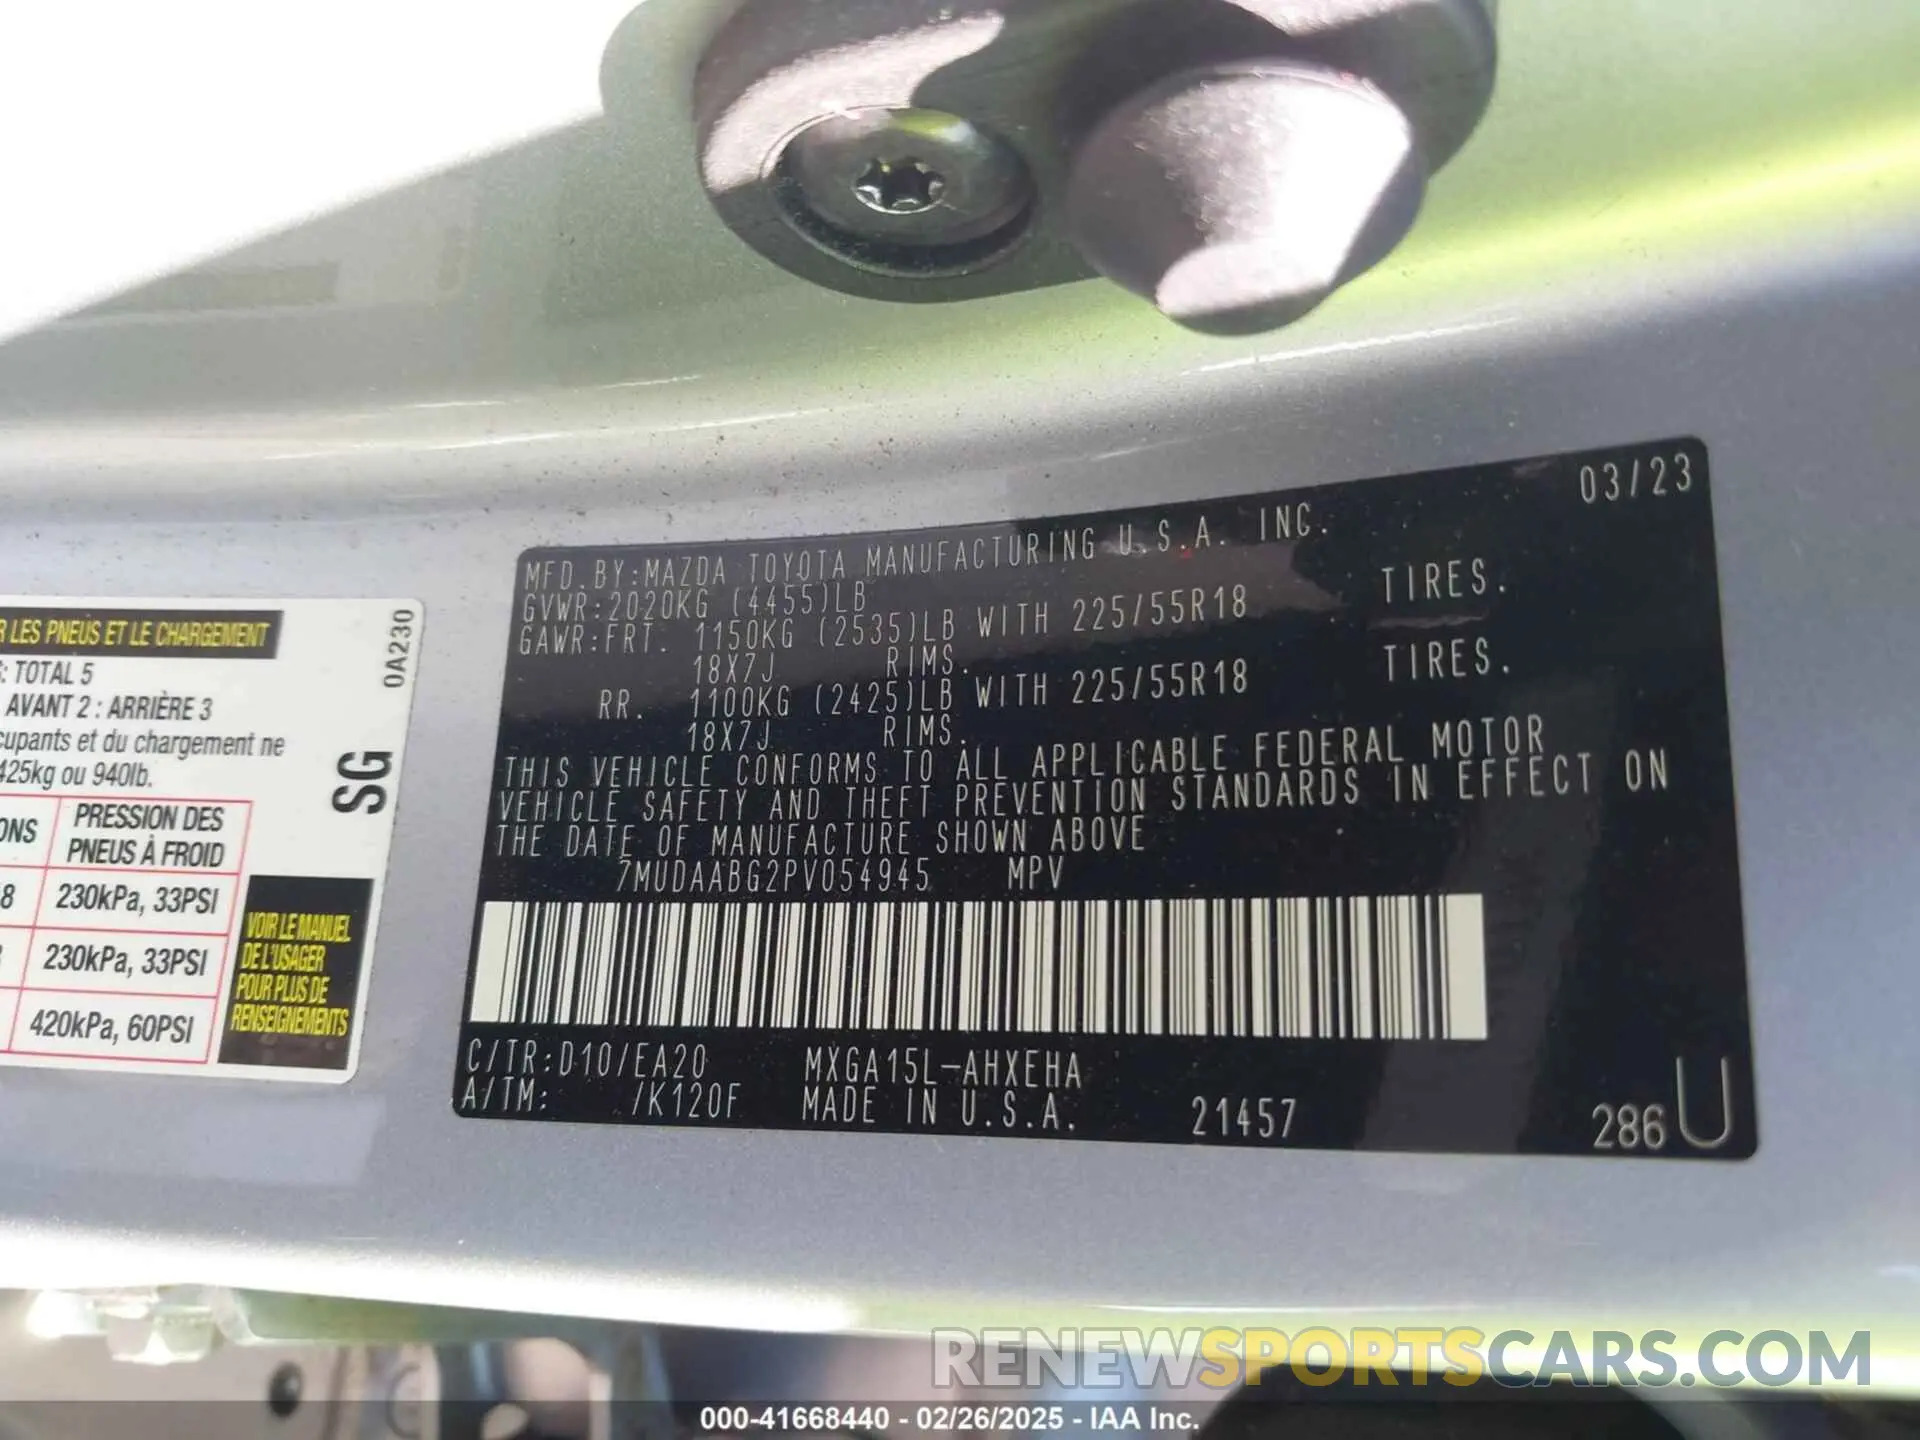 03/23
MFD.BY:MAZDA TOYOTA MANUFACTURING U.S.A. INC.
GVWR:2020KG (4455)LB
GAWR:FRT. 1150KG (2535)LB WITH 225/55R18 TIRES.
18X7J RIMS.
RR. 1100KG (2425)LB WITH 225/55R18 TIRES.
18X7J RIMS.
THIS VEHICLE CONFORMS TO ALL APPLICABLE FEDERAL MOTOR
VEHICLE SAFETY AND THEFT PREVENTION STANDARDS IN EFFECT ON
THE DATE OF MANUFACTURE SHOWN ABOVE
7MUDAABG2PV054945 MPV
C/TR:D10/EA20 MXGA15L-AHXEHA
A/TM: /K120F MADE IN U.S.A. 21457 286 U
LES PNEUS ET LE CHARGEMENT
: TOTAL 5
AVANT 2 : ARRIÈRE 3
et du chargement ne
425kg ou 940lb.
0A230
SG
PRESSION DES
PNEUS À FROID
8 230kPa, 33PSI
230kPa, 33PSI
420kPa, 60PSI
VOIR LE MANUEL
DE L'USAGER
POUR PLUS DE
RENSEIGNEMENTS
RENEWSPORTSCARS.COM
000-41668440 - 02/26/2025 - IAA Inc.